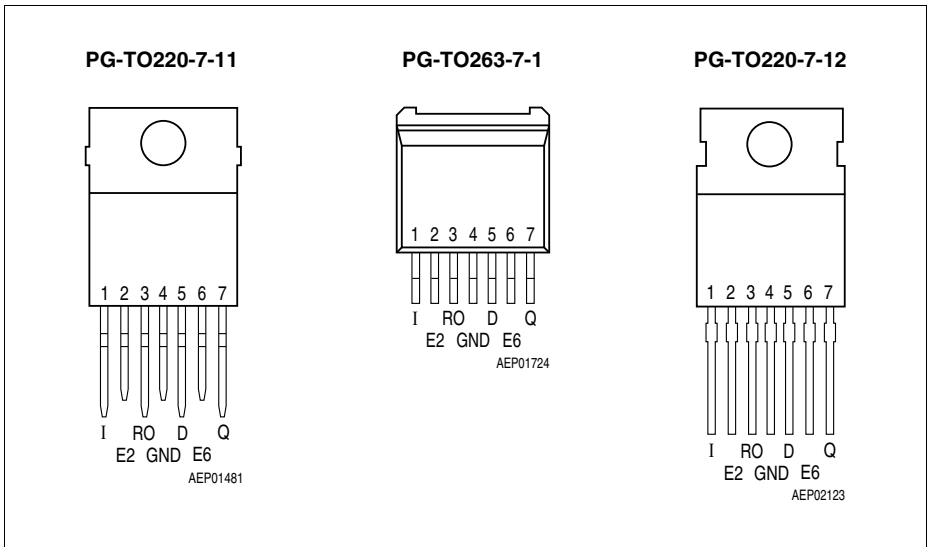 PG-TO220-7-11
1 2 3 4 5 6 7
I RO D Q
E2 GND E6
AEP01481
PG-TO263-7-1
1 2 3 4 5 6 7
I RO D Q
E2 GND E6
AEP01724
PG-TO220-7-12
1 2 3 4 5 6 7
I RO D Q
E2 GND E6
AEP02123